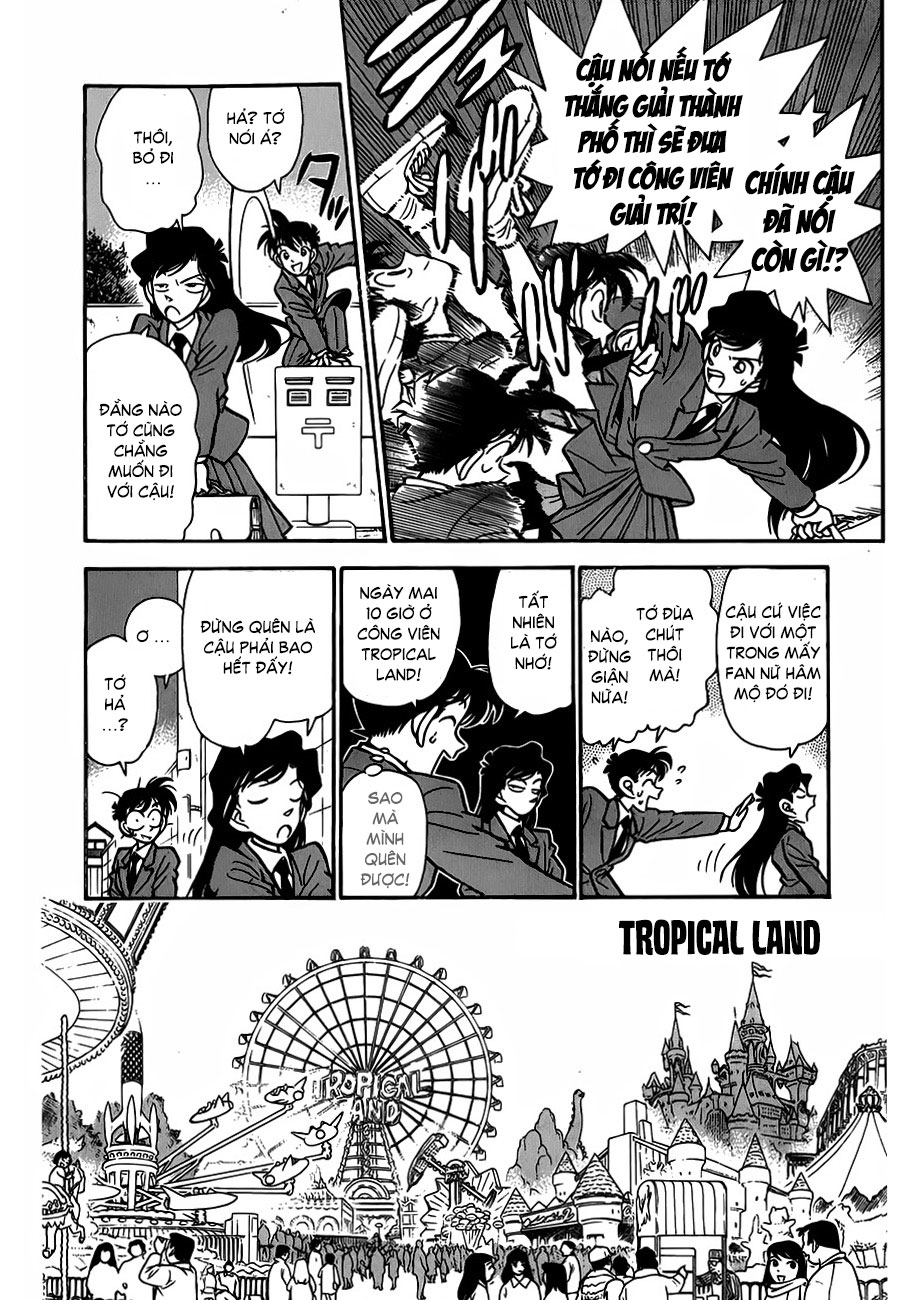 CHÍNH CẬU
ĐÃ NÓI
CÒN GÌ!?
CẬU NÓI NẾU TỚ
THẮNG GIẢI THÀNH
PHỐ THÌ SẼ ĐƯA
TỚ ĐI CÔNG VIÊN
GIẢI TRÍ!
HẢ? TỚ
NÓI Á?
THÔI,
BỎ ĐI
...
ĐẰNG NÀO
TỚ CŨNG
CHẲNG
MUỐN ĐI
VỚI CẬU!
CẬU CỨ VIỆC
ĐI VỚI MỘT
TRONG MẤY
FAN NỮ HÂM
MỘ ĐÓ ĐI!
TỚ ĐÙA
CHÚT
THÔI
MÀ!
NÀO,
ĐỪNG
GIẬN
NỮA!
TẤT
NHIÊN
LÀ TỚ
NHỚ!
NGÀY MAI
10 GIỜ Ở
CÔNG VIÊN
TROPICAL
LAND!
SAO
MÀ
MÌNH
QUÊN
ĐƯỢC!
ĐỪNG QUÊN LÀ
CẬU PHẢI BAO
HẾT ĐẤY!
Ơ ...
TỚ
HẢ
...?
TROPICAL LAND
TROPICAL
LAND